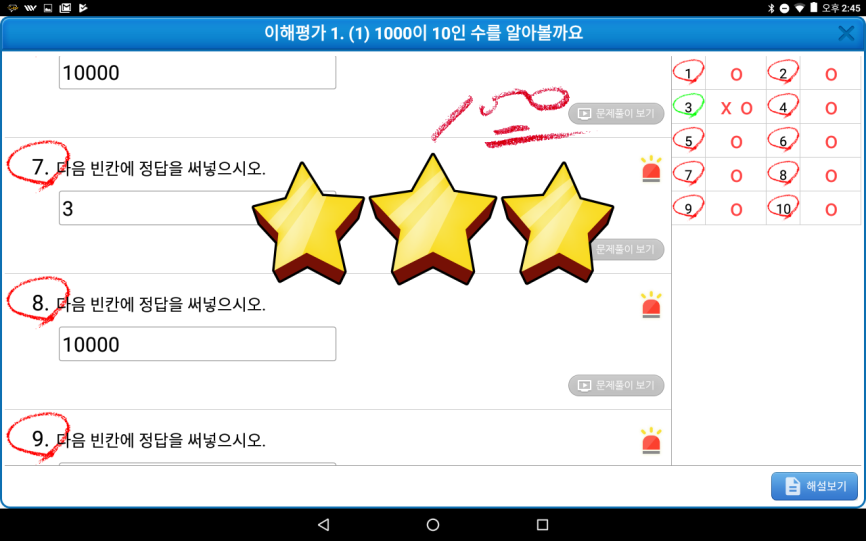 오후 2:45
이해평가 1. (1) 1000이 10인 수를 알아볼까요
10000
문제풀이 보기
100
7. 다음 빈칸에 정답을 써넣으시오.
3
문제풀이 보기
8. 다음 빈칸에 정답을 써넣으시오.
10000
문제풀이 보기
9. 다음 빈칸에 정답을 써넣으시오.
1 O 2 O
3 X O 4 O
5 O 6 O
7 O 8 O
9 O 10 O
해설보기